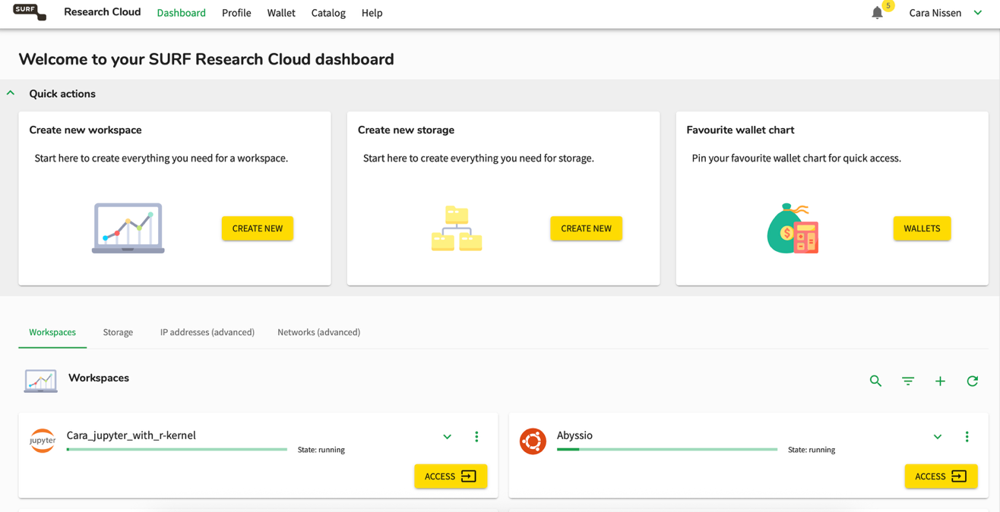 SURF
Research Cloud
Dashboard
Profile
Wallet
Catalog
Help
5
Cara Nissen
Welcome to your SURF Research Cloud dashboard
Quick actions
Create new workspace
Start here to create everything you need for a workspace.
CREATE NEW
Create new storage
Start here to create everything you need for storage.
CREATE NEW
Favourite wallet chart
Pin your favourite wallet chart for quick access.
$
WALLETS
Workspaces
Storage
IP addresses (advanced)
Networks (advanced)
Workspaces
jupyter
Cara_jupyter_with_r-kernel
State: running
ACCESS
Abyssio
State: running
ACCESS